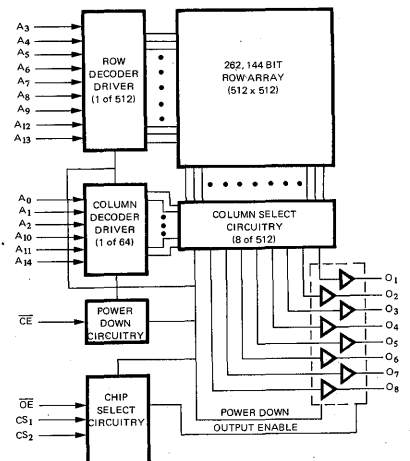 A3
A4
A5
A6
A7
A8
A9
A12
A13
ROW
DECODER
DRIVER
(1 of 512)
262, 144 BIT
ROW ARRAY
(512 x 512)
A0
A1
A2
A10
A11
A14
COLUMN
DECODER
DRIVER
(1 of 64)
COLUMN SELECT
CIRCUITRY
(8 of 512)
O1
O2
O3
O4
O5
O6
O7
O8
CE
POWER
DOWN
CIRCUITRY
OE
CS1
CS2
CHIP
SELECT
CIRCUITRY
POWER DOWN
OUTPUT ENABLE